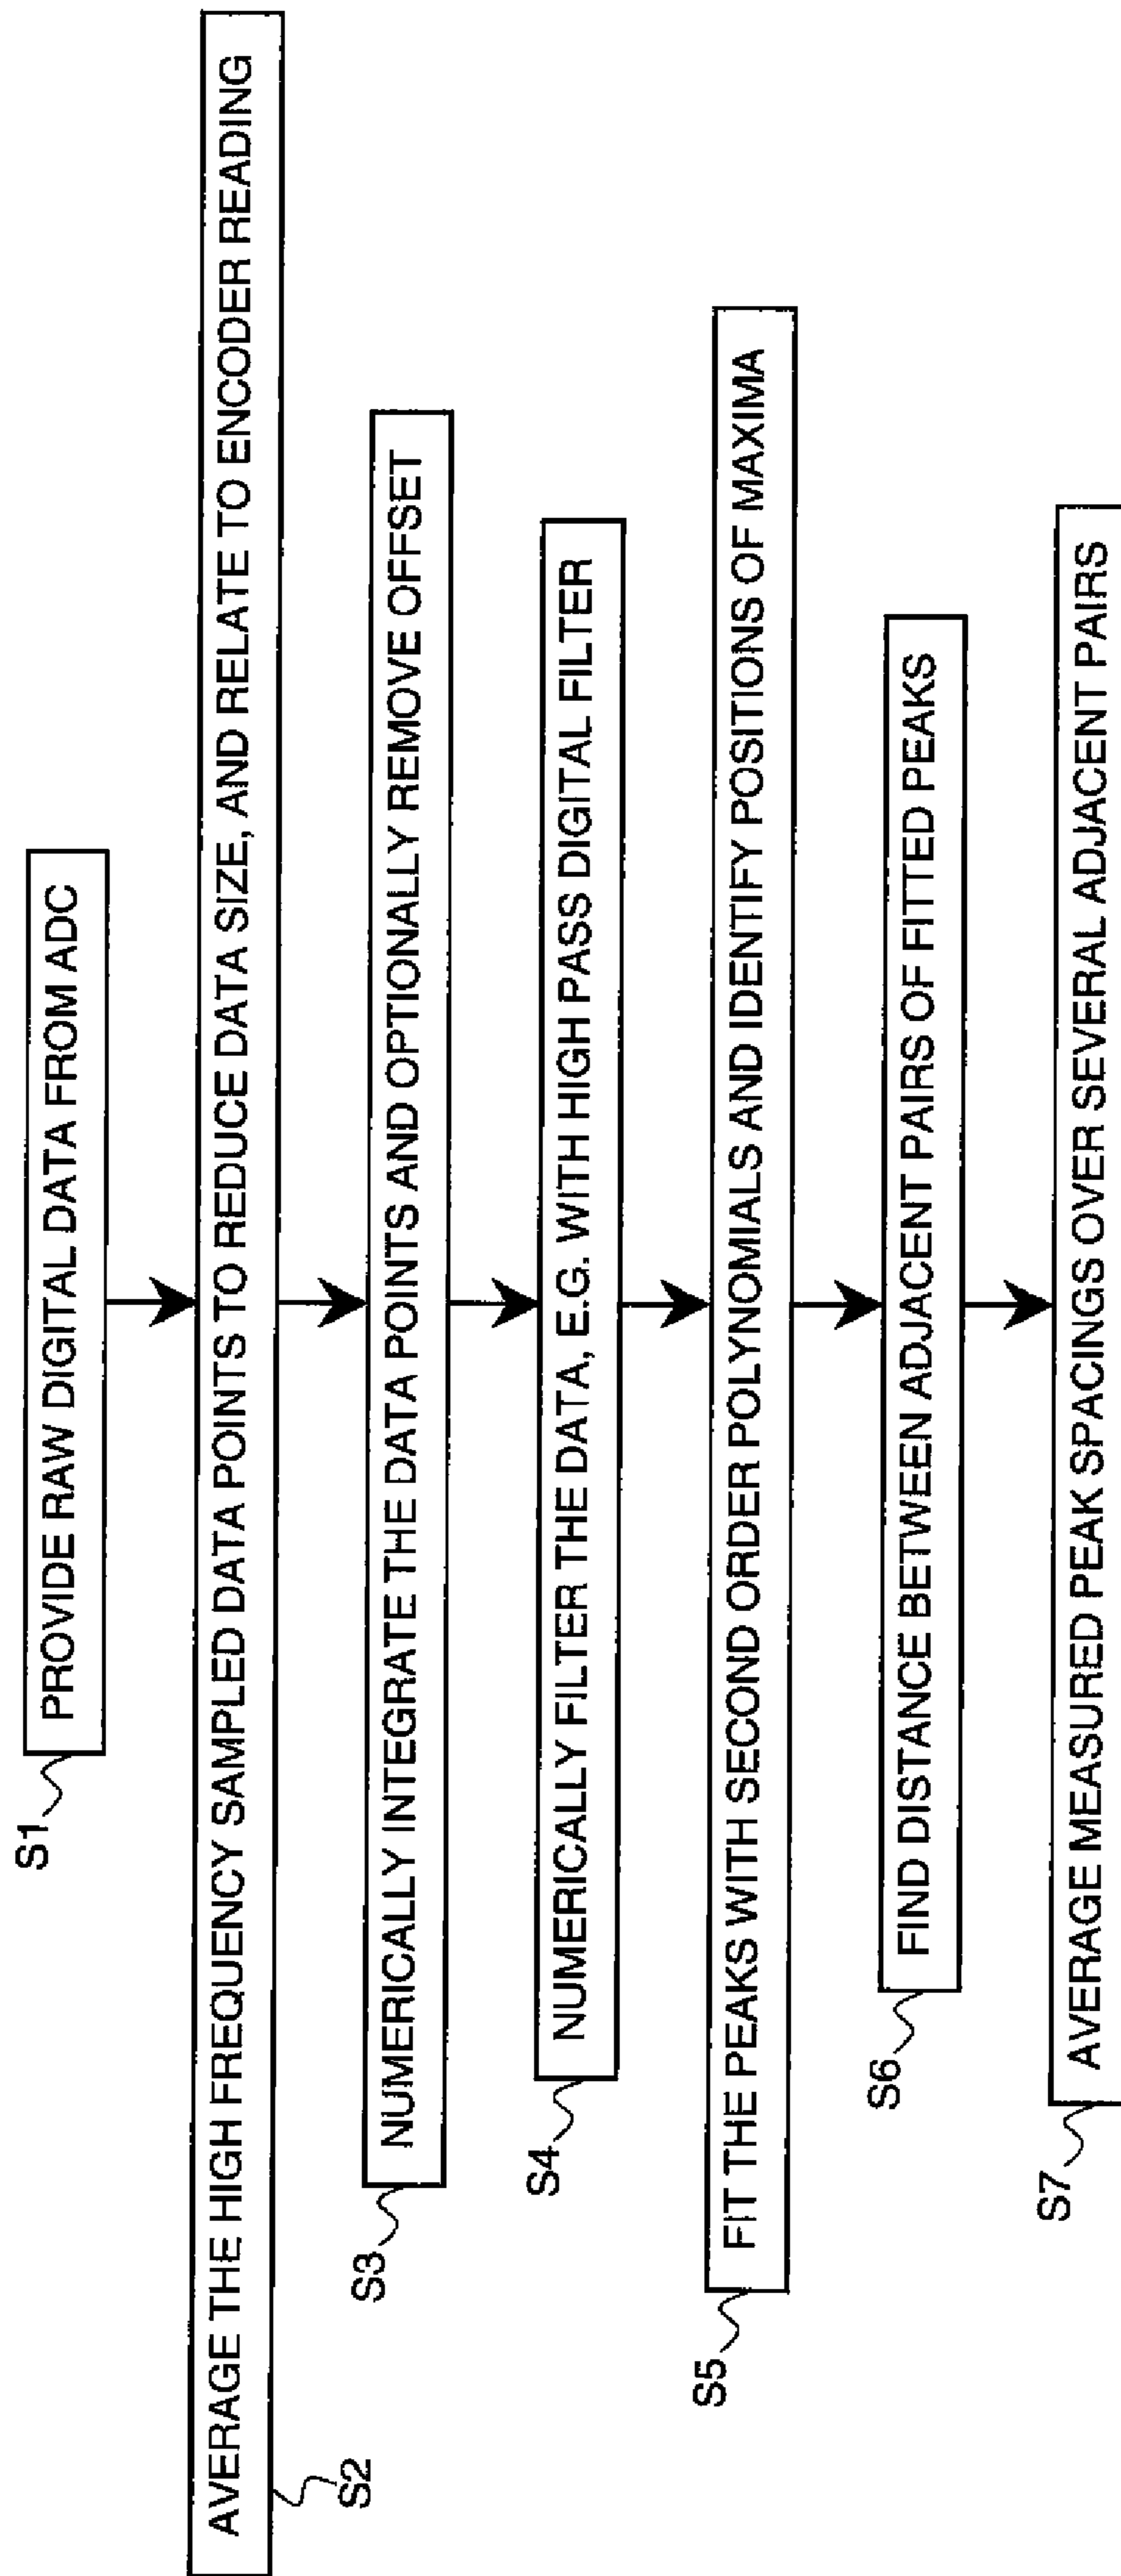 S1
PROVIDE RAW DIGITAL DATA FROM ADC
AVERAGE THE HIGH FREQUENCY SAMPLED DATA POINTS TO REDUCE DATA SIZE, AND RELATE TO ENCODER READING
S2
S3
NUMERICALLY INTEGRATE THE DATA POINTS AND OPTIONALLY REMOVE OFFSET
S4
NUMERICALLY FILTER THE DATA, E.G. WITH HIGH PASS DIGITAL FILTER
S5
FIT THE PEAKS WITH SECOND ORDER POLYNOMIALS AND IDENTIFY POSITIONS OF MAXIMA
S6
FIND DISTANCE BETWEEN ADJACENT PAIRS OF FITTED PEAKS
S7
AVERAGE MEASURED PEAK SPACINGS OVER SEVERAL ADJACENT PAIRS